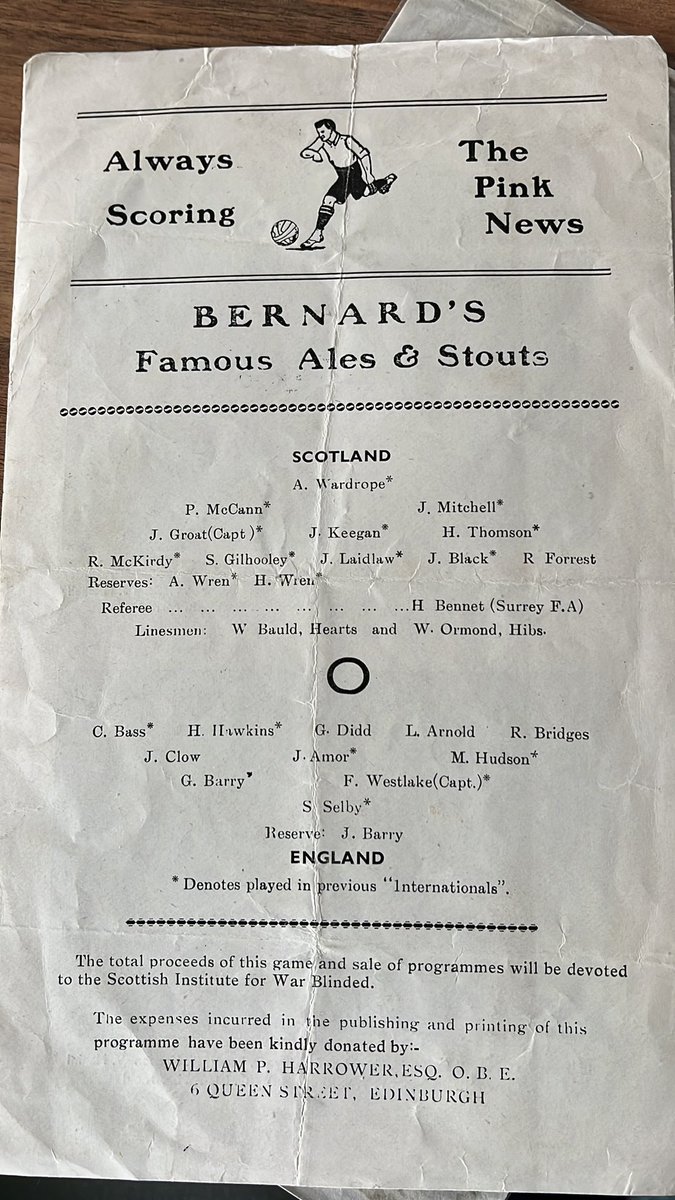 Always
Scoring
The
Pink
News
BERNARD'S
Famous Ales & Stouts
SCOTLAND
A. Wardrope*
P. McCann* J. Mitchell*
J. Groat(Capt )* J. Keegan* H. Thomson*
R. McKirdy* S. Gilhooley* J. Laidlaw* J. Black* R Forrest
Reserves: A. Wren* H. Wren*
Referee ... ... ... ... ... ... ...H Bennet (Surrey F.A)
Linesmen: W Bauld, Hearts and W. Ormond, Hibs.
O
C. Bass* H. Hawkins* G. Didd L. Arnold R. Bridges
J. Clow J. Amor* M. Hudson*
G. Barry* F. Westlake(Capt.)*
S Selby*
Reserve: J. Barry
ENGLAND
* Denotes played in previous "Internationals".
The total proceeds of this game and sale of programmes will be devoted
to the Scottish Institute for War Blinded.
The expenses incurred in the publishing and printing of this
programme have been kindly donated by:-
WILLIAM P. HARROWER, ESQ. O. B. E.
6 QUEEN STREET, EDINBURGH